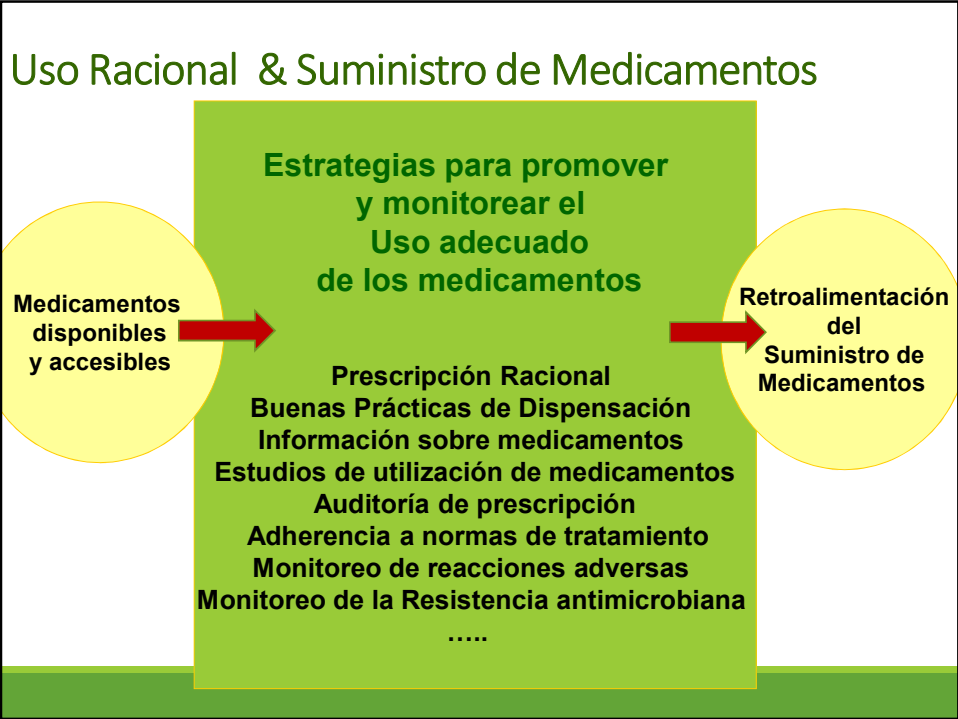 Uso Racional & Suministro de Medicamentos
Estrategias para promover
y monitorear el
Uso adecuado
de los medicamentos
Medicamentos
disponibles
y accesibles
Prescripción Racional
Buenas Prácticas de Dispensación
Información sobre medicamentos
Estudios de utilización de medicamentos
Auditoría de prescripción
Adherencia a normas de tratamiento
Monitoreo de reacciones adversas
Monitoreo de la Resistencia antimicrobiana
…..
Retroalimentación
del
Suministro de
Medicamentos